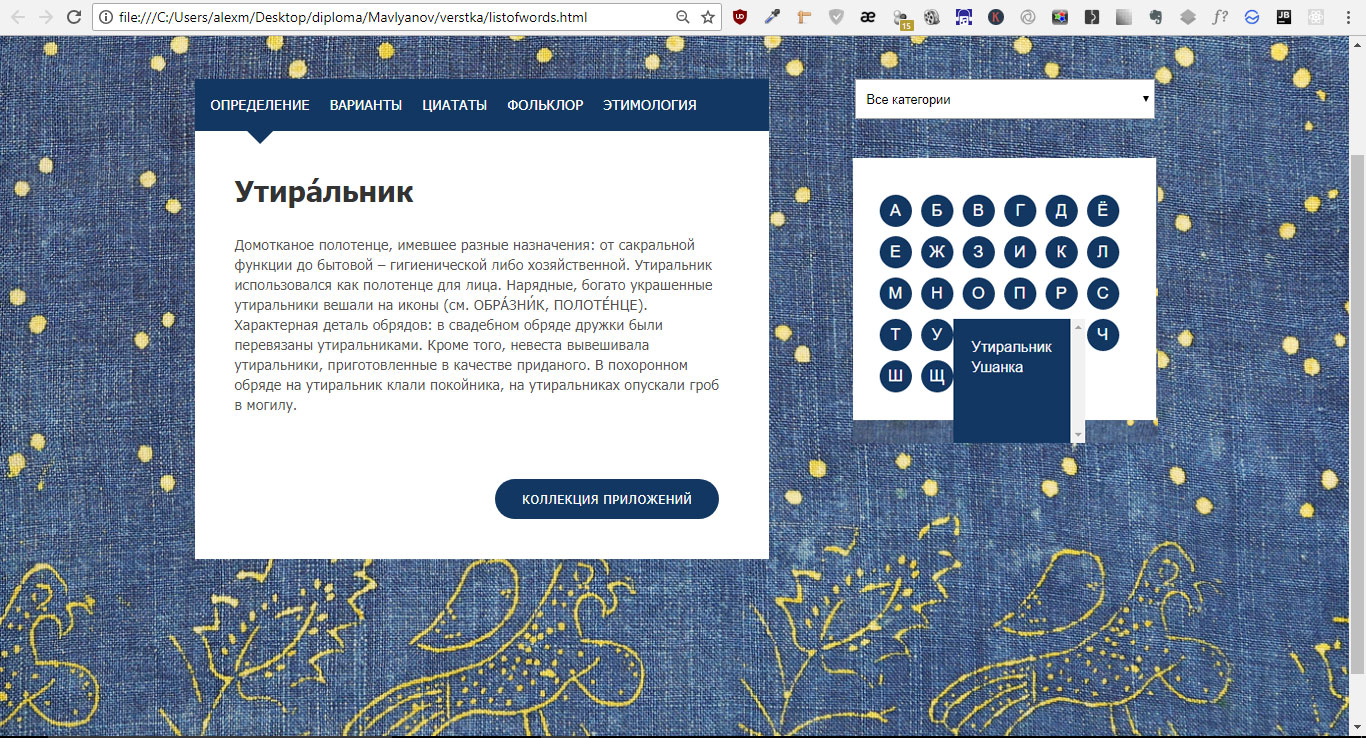 file:///C:/Users/alexm/Desktop/diploma/Mavlyanov/verstka/listofwords.html
15
JB
f?
ОПРЕДЕЛЕНИЕ ВАРИАНТЫ ЦИАТАТЫ ФОЛЬКЛОР ЭТИМОЛОГИЯ
Утира́льник
Домотканое полотенце, имевшее разные назначения: от сакральной
функции до бытовой – гигиенической либо хозяйственной. Утиральник
использовался как полотенце для лица. Нарядные, богато украшенные
утиральники вешали на иконы (см. ОБРА́ЗНИ́К, ПОЛОТЕ́НЦЕ).
Характерная деталь обрядов: в свадебном обряде дружки были
перевязаны утиральниками. Кроме того, невеста вывешивала
утиральники, приготовленные в качестве приданого. В похоронном
обряде на утиральник клали покойника, на утиральниках опускали гроб
в могилу.
КОЛЛЕКЦИЯ ПРИЛОЖЕНИЙ
Все категории
А Б В Г Д Ё
Е Ж З И К Л
М Н О П Р С
Т У Ч
Ш Щ
Утиральник
Ушанка